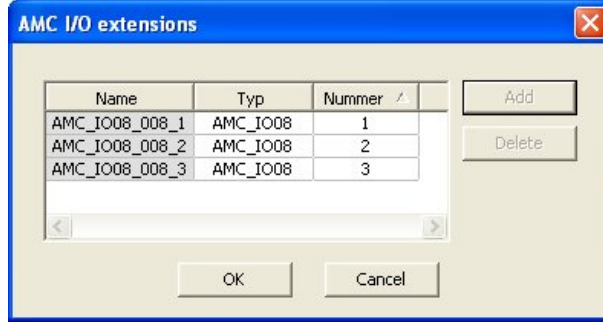 AMC I/O extensions
Name Typ Nummer
AMC_IO08_008_1 AMC_IO08 1
AMC_IO08_008_2 AMC_IO08 2
AMC_IO08_008_3 AMC_IO08 3
Add
Delete
OK Cancel